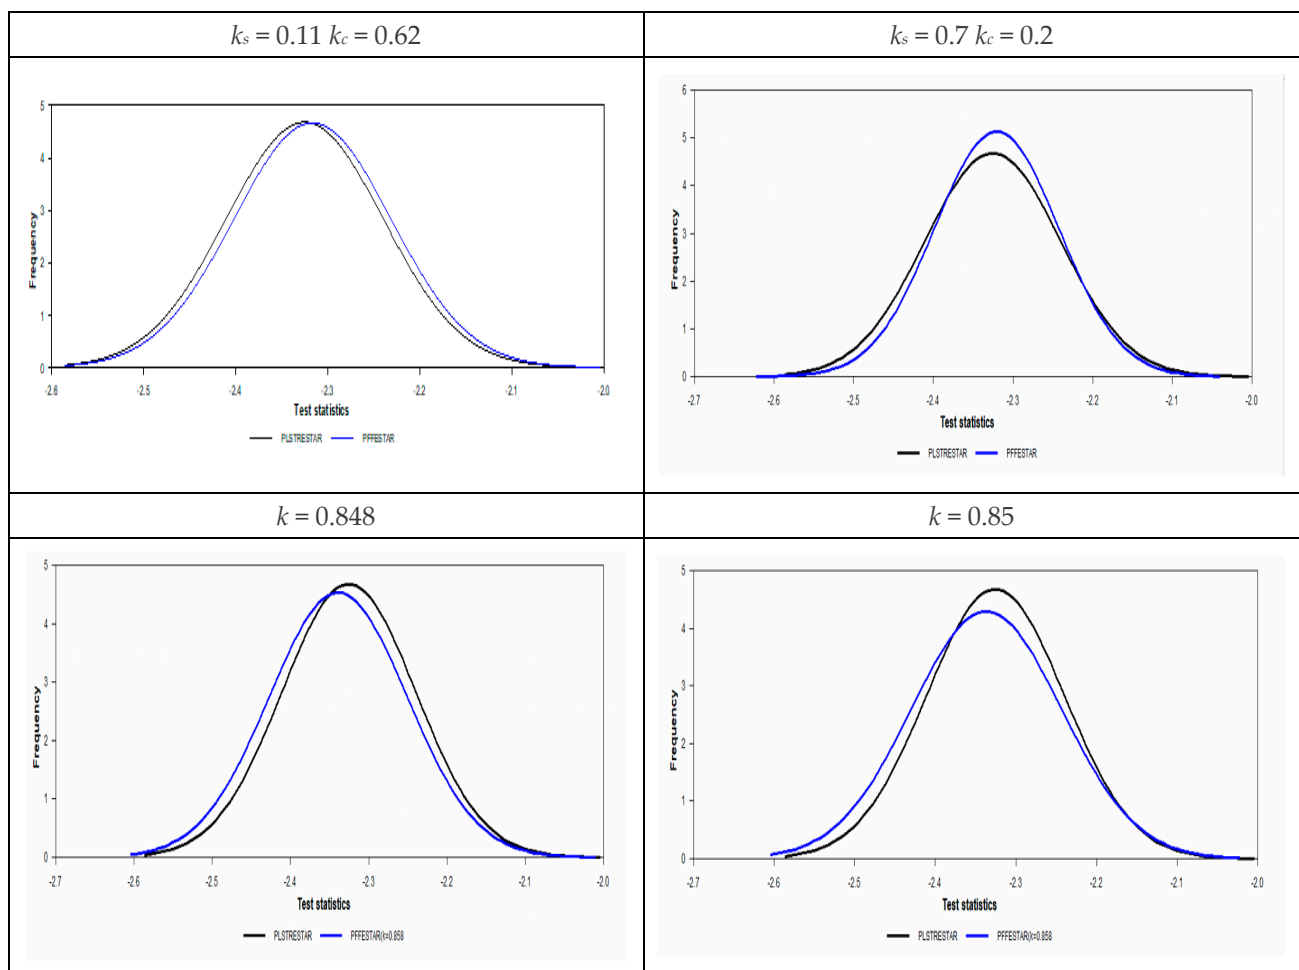 ks = 0.11 kc = 0.62
ks = 0.7 kc = 0.2
5
4
3
2
1
0
-2.6
-2.5
-2.4
-2.3
-2.2
-2.1
-2.0
Frequency
Test statistics
PLSTRESTAR
PFFESTAR
6
5
4
3
2
1
0
-2.7
-2.6
-2.5
-2.4
-2.3
-2.2
-2.1
-2.0
Frequency
Test statistics
PLSTRESTAR
PFFESTAR
k = 0.848
k = 0.85
5
4
3
2
1
0
-2.7
-2.6
-2.5
-2.4
-2.3
-2.2
-2.1
-2.0
Frequency
Test statistics
PLSTRESTAR
PFFESTAR(k=0.858
5
4
3
2
1
0
-2.7
-2.6
-2.5
-2.4
-2.3
-2.2
-2.1
-2.0
Frequency
Test statistics
PLSTRESTAR
PFFESTAR(k=0.858